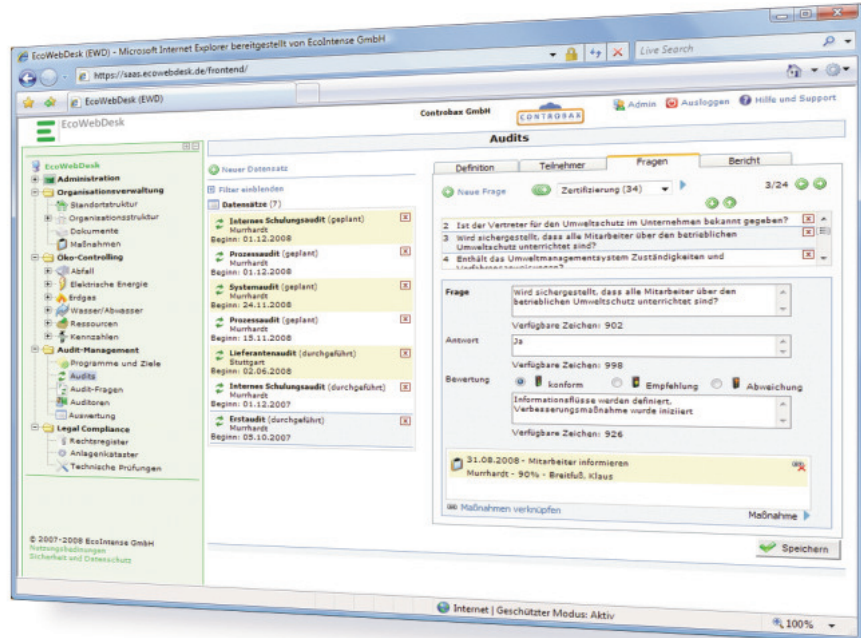 EcoWebDesk (EWD) - Microsoft Internet Explorer bereitgestellt von EcoIntense GmbH
https://saas.ecowebdesk.de/frontend/
Live Search
EcoWebDesk (EWD)
EcoWebDesk
Controbax GmbH
CONTROBAX
Admin
Ausloggen
Hilfe und Support
Audits
EcoWebDesk
Administration
Organisationsverwaltung
Standortstruktur
Organisationsstruktur
Dokumente
Maßnahmen
Öko-Controlling
Abfall
Elektrische Energie
Erdgas
Wasser/Abwasser
Ressourcen
Kennzahlen
Audit-Management
Programme und Ziele
Audits
Audit-Fragen
Auditoren
Auswertung
Legal Compliance
Rechtsregister
Anlagenkataster
Technische Prüfungen
© 2007-2008 EcoIntense GmbH
Nutzungsbedingungen
Sicherheit und Datenschutz
Neuer Datensatz
Filter einblenden
Datensätze (7)
Internes Schulungsaudit (geplant)
Murrhardt
Beginn: 01.12.2008
Prozessaudit (geplant)
Murrhardt
Beginn: 01.12.2008
Systemaudit (geplant)
Murrhardt
Beginn: 24.11.2008
Prozessaudit (geplant)
Murrhardt
Beginn: 15.11.2008
Lieferantenaudit (durchgeführt)
Stuttgart
Beginn: 02.06.2008
Internes Schulungsaudit (durchgeführt)
Murrhardt
Beginn: 01.12.2007
Erstaudit (durchgeführt)
Murrhardt
Beginn: 05.10.2007
Definition
Teilnehmer
Fragen
Bericht
Neue Frage
Zertifizierung (34)
3/24
2 Ist der Vertreter für den Umweltschutz im Unternehmen bekannt gegeben?
3 Wird sichergestellt, dass alle Mitarbeiter über den betrieblichen
Umweltschutz unterrichtet sind?
4 Enthält das Umweltmanagementsystem Zuständigkeiten und
Frage
Wird sichergestellt, dass alle Mitarbeiter über den
betrieblichen Umweltschutz unterrichtet sind?
Verfügbare Zeichen: 902
Antwort
Ja
Verfügbare Zeichen: 998
Bewertung
konform
Empfehlung
Abweichung
Informationsflüsse werden definiert.
Verbesserungsmaßnahme wurde iniziiert
Verfügbare Zeichen: 926
31.08.2008 - Mitarbeiter informieren
Murrhardt - 90% - Breitfuß, Klaus
Maßnahmen verknüpfen
Maßnahme
Speichern
Internet | Geschützter Modus: Aktiv
100%